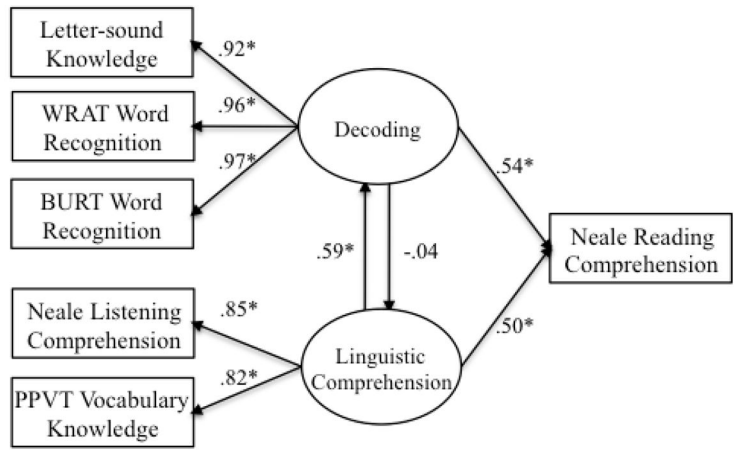 Letter-sound
Knowledge
.92*
WRAT Word
Recognition
.96*
BURT Word
Recognition
.97*
Decoding
.54*
.59*
-.04
Neale Reading
Comprehension
Neale Listening
Comprehension
.85*
PPVT Vocabulary
Knowledge
.82*
Linguistic
Comprehension
.50*